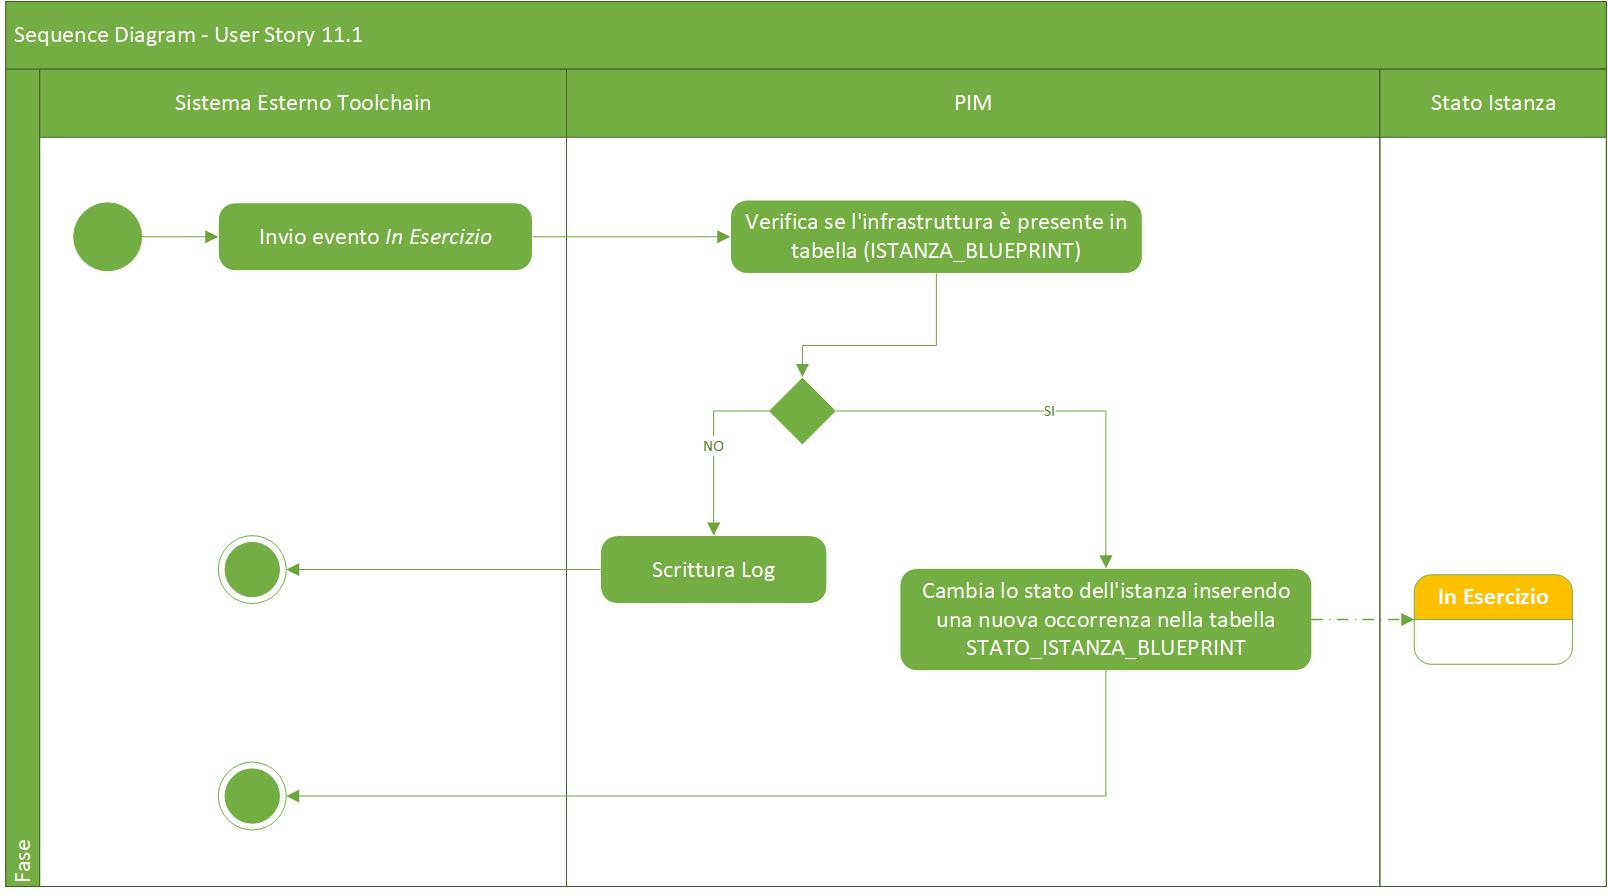 Sequence Diagram - User Story 11.1
Sistema Esterno Toolchain
PIM
Stato Istanza
Invio evento In Esercizio
Verifica se l'infrastruttura è presente in
tabella (ISTANZA_BLUEPRINT)
SI
NO
Scrittura Log
Cambia lo stato dell'istanza inserendo
una nuova occorrenza nella tabella
STATO_ISTANZA_BLUEPRINT
In Esercizio
Fase